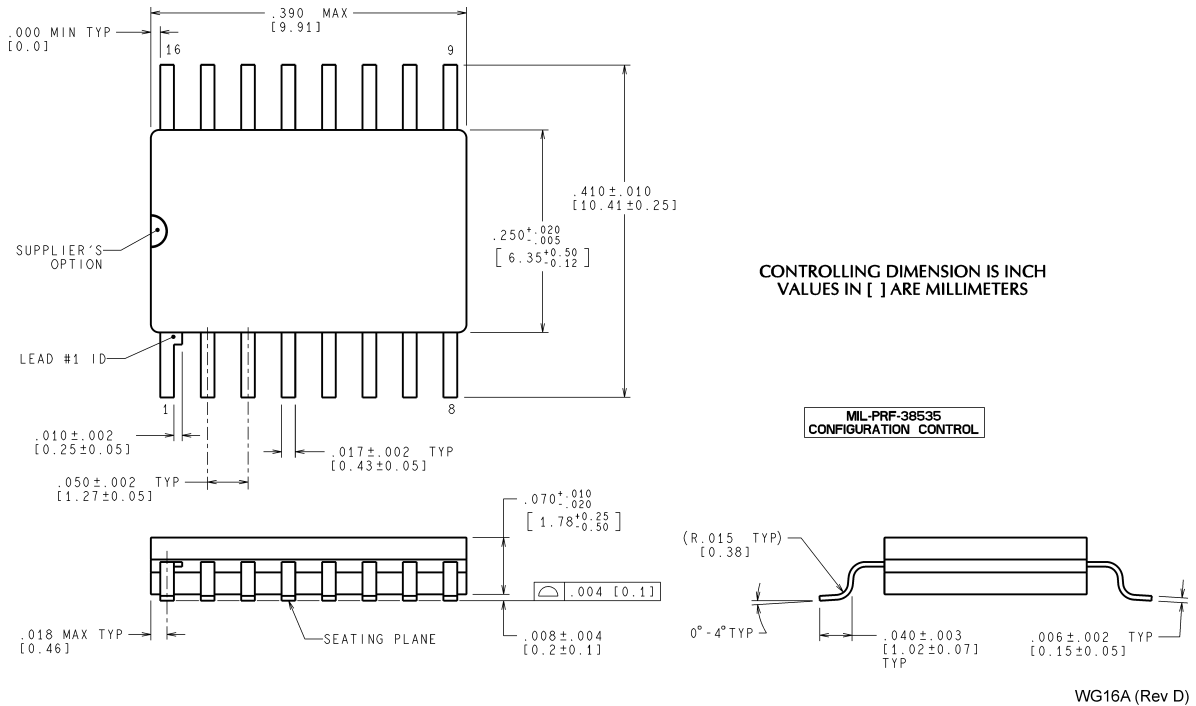 .390 MAX
[9.91]
.000 MIN TYP
[0.0]
16
9
.410±.010
[10.41±0.25]
.250+.020
-.005
[ 6.35+0.50
-0.12 ]
SUPPLIER'S
OPTION
CONTROLLING DIMENSION IS INCH
VALUES IN [ ] ARE MILLIMETERS
LEAD #1 ID
1
8
MIL-PRF-38535
CONFIGURATION CONTROL
.010±.002
[0.25±0.05]
.017±.002 TYP
[0.43±0.05]
.050±.002 TYP
[1.27±0.05]
.070+.010
-.020
[ 1.78+0.25
-0.50 ]
(R.015 TYP)
[0.38]
.004 [0.1]
.018 MAX TYP
[0.46]
SEATING PLANE
.008±.004
[0.2±0.1]
0°-4°TYP
.040±.003
[1.02±0.07]
TYP
.006±.002 TYP
[0.15±0.05]
WG16A (Rev D)